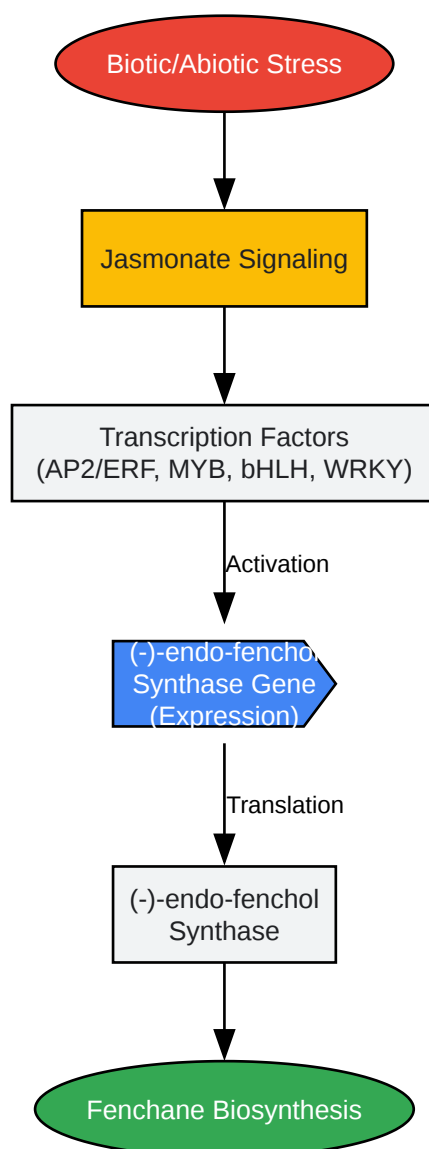 Biotic/Abiotic Stress
Jasmonate Signaling
Transcription Factors
(AP2/ERF, MYB, bHLH, WRKY)
Activation
(-)-endo-fenchol
Synthase Gene
(Expression)
Translation
(-)-endo-fenchol
Synthase
Fenchane Biosynthesis